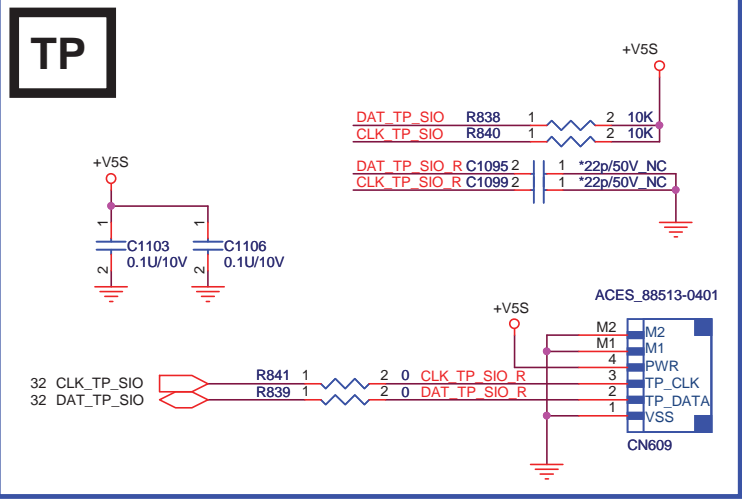 TP
+V5S
DAT_TP_SIO R838 1 2 10K
CLK_TP_SIO R840 1 2 10K
DAT_TP_SIO_R C1095 2 1 *22p/50V_NC
CLK_TP_SIO_R C1099 2 1 *22p/50V_NC
+V5S
1 C1103 0.1U/10V 2
1 C1106 0.1U/10V 2
ACES_88513-0401
+V5S
M2 M2
M1 M1
4 PWR
32 CLK_TP_SIO R841 1 2 0 CLK_TP_SIO_R 3 TP_CLK
32 DAT_TP_SIO R839 1 2 0 DAT_TP_SIO_R 2 TP_DATA
1 VSS
CN609